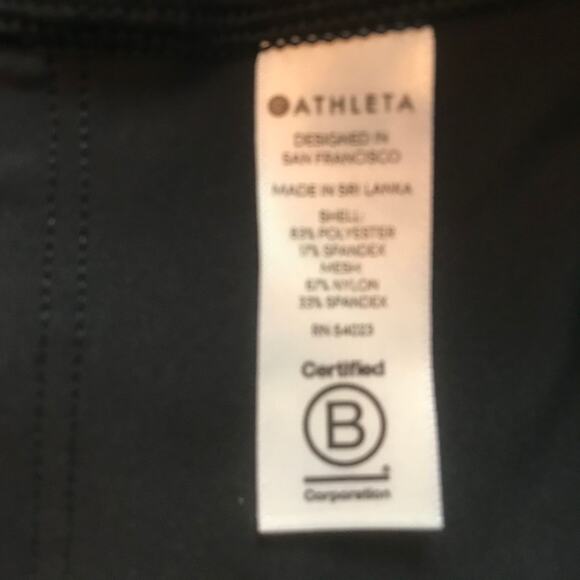 ATHLETA
DESIGNED IN
SAN FRANCISCO
MADE IN SRI LANKA
SHELL:
83% POLYESTER
17% SPANDEX
MESH:
67% NYLON
33% SPANDEX
RN 54023
Certified
B
Corporation